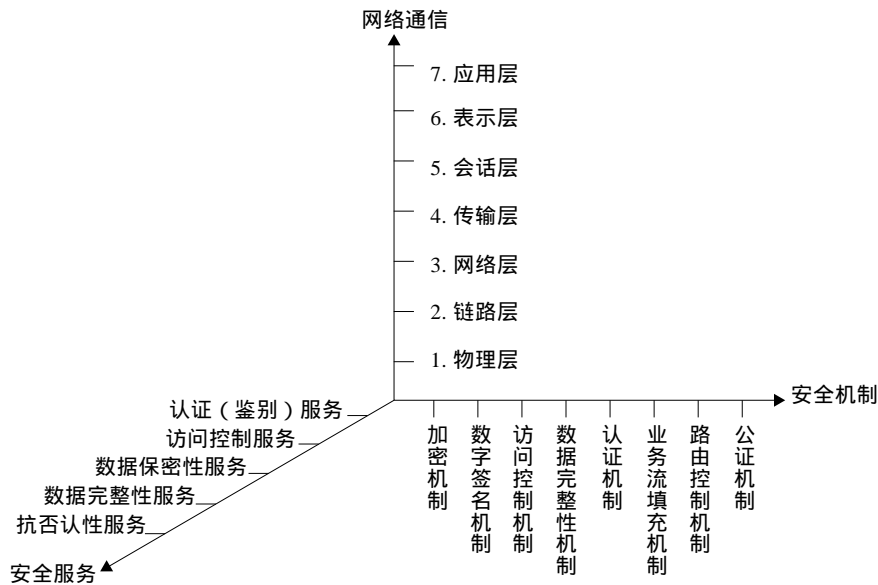 网络通信
7. 应用层
6. 表示层
5. 会话层
4. 传输层
3. 网络层
2. 链路层
1. 物理层
安全机制
认证（鉴别）服务
访问控制服务
数据保密性服务
数据完整性服务
抗否认性服务
安全服务
加密机制
数字签名机制
访问控制机制
数据完整性机制
认证机制
业务流填充机制
路由控制机制
公证机制